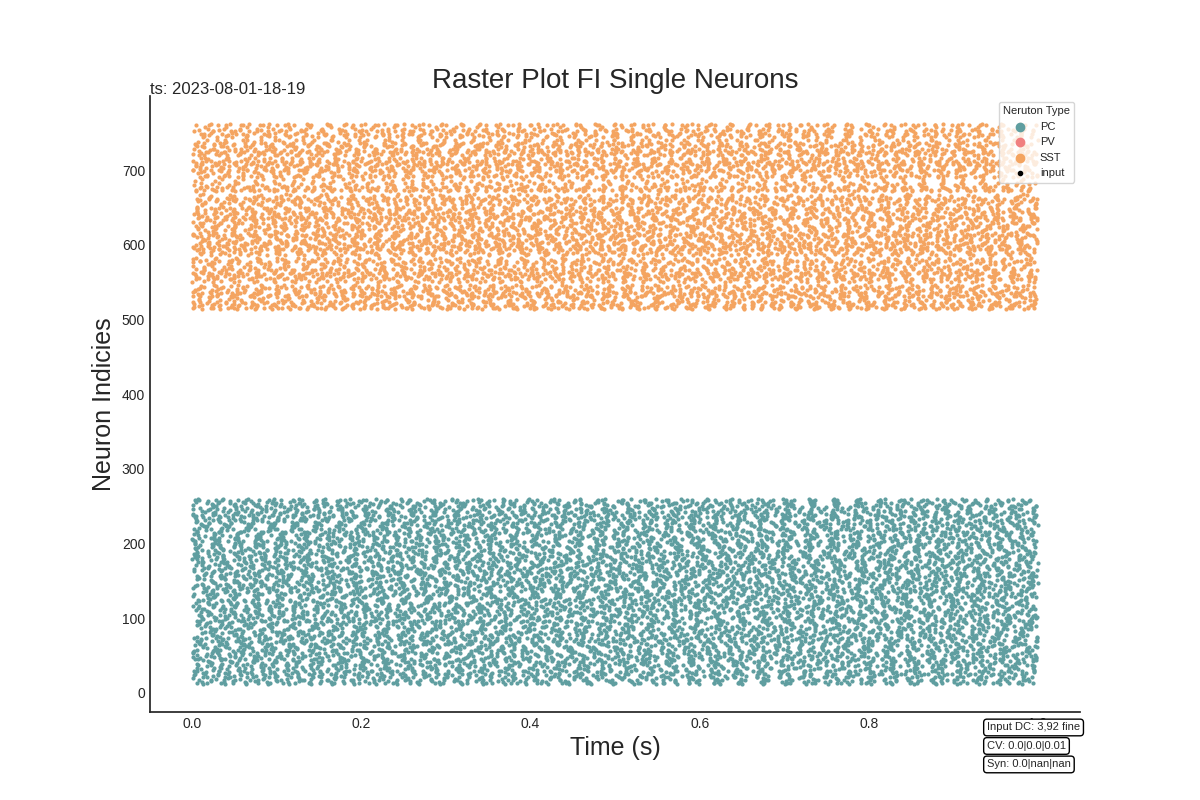 Raster Plot FI Single Neurons
ts: 2023-08-01-18-19
Neruton Type
PC
PV
SST
input
Neuron Indicies
700
600
500
400
300
200
100
0
0.0 0.2 0.4 0.6 0.8
Time (s)
Input DC: 3,92 fine
CV: 0.0|0.0|0.01
Syn: 0.0|nan|nan